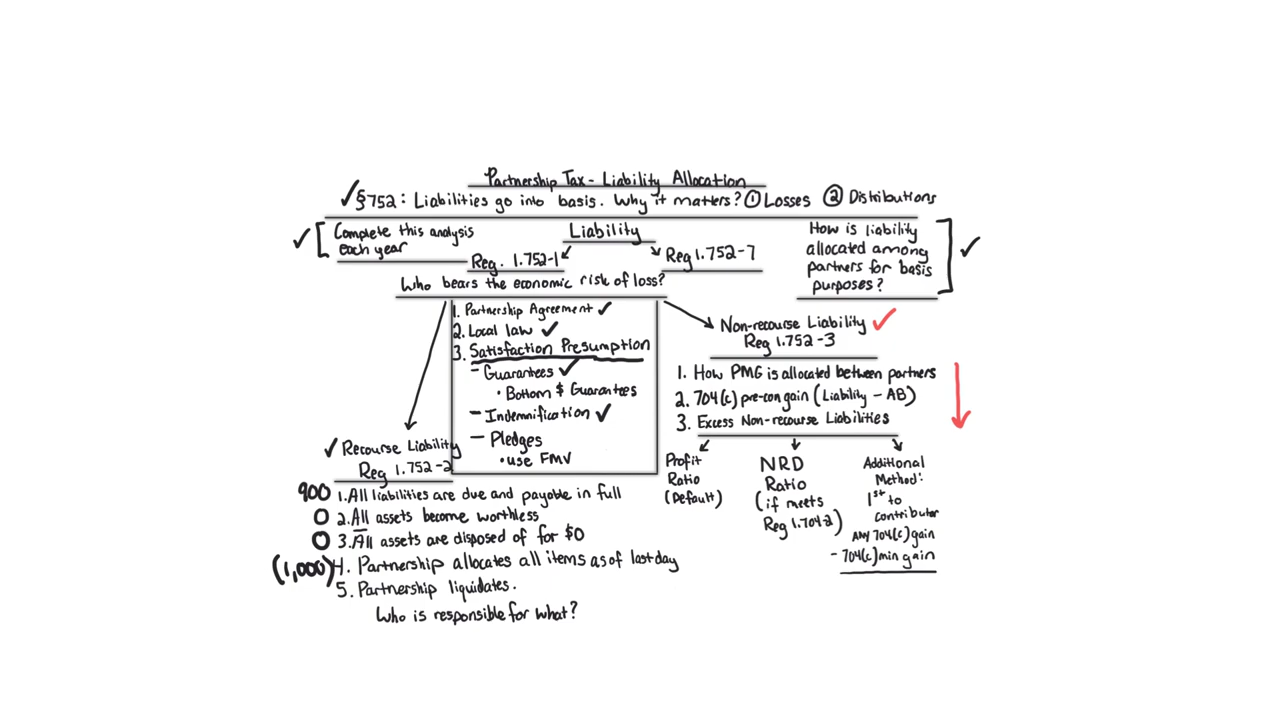 Partnership Tax - Liability Allocation
✓§752: Liabilities go into basis. Why it matters? ① Losses ② Distributions
Complete this analysis
each year
Liability
Reg. 1.752-1
Reg 1.752-7
How is liability
allocated among
partners for basis
purposes?
Who bears the economic risk of loss?
1. Partnership Agreement ✓
2. Local law ✓
3. Satisfaction Presumption
- Guarantees ✓
• Bottom $ Guarantees
- Indemnification ✓
- Pledges
• use FMV
Non-recourse Liability ✓
Reg 1.752-3
1. How PMG is allocated between partners
2. 704(c) pre-con gain (Liability - AB)
3. Excess Non-recourse Liabilities
Profit
Ratio
(Default)
NRD
Ratio
(if meets
Reg 1.704-2)
Additional
Method:
1st to
contributor
Any 704(c) gain
- 704(c) min gain
✓ Recourse Liability
Reg 1.752-2
900 1. All liabilities are due and payable in full
0 2. All assets become worthless
0 3. All assets are disposed of for $0
(1,000) 4. Partnership allocates all items as of last day
5. Partnership liquidates.
Who is responsible for what?